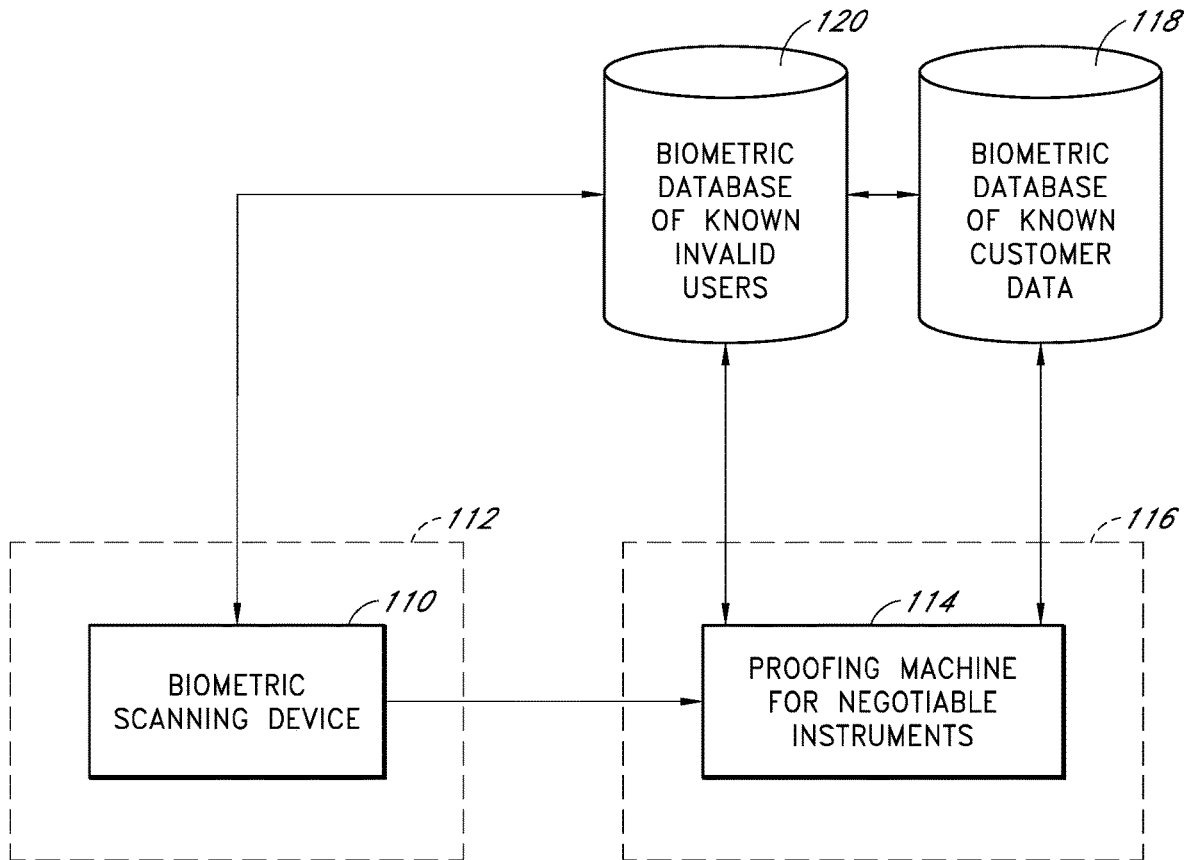 120
118
BIOMETRIC
DATABASE
OF KNOWN
INVALID
USERS
BIOMETRIC
DATABASE
OF KNOWN
CUSTOMER
DATA
112
116
110
114
BIOMETRIC
SCANNING DEVICE
PROOFING MACHINE
FOR NEGOTIABLE
INSTRUMENTS